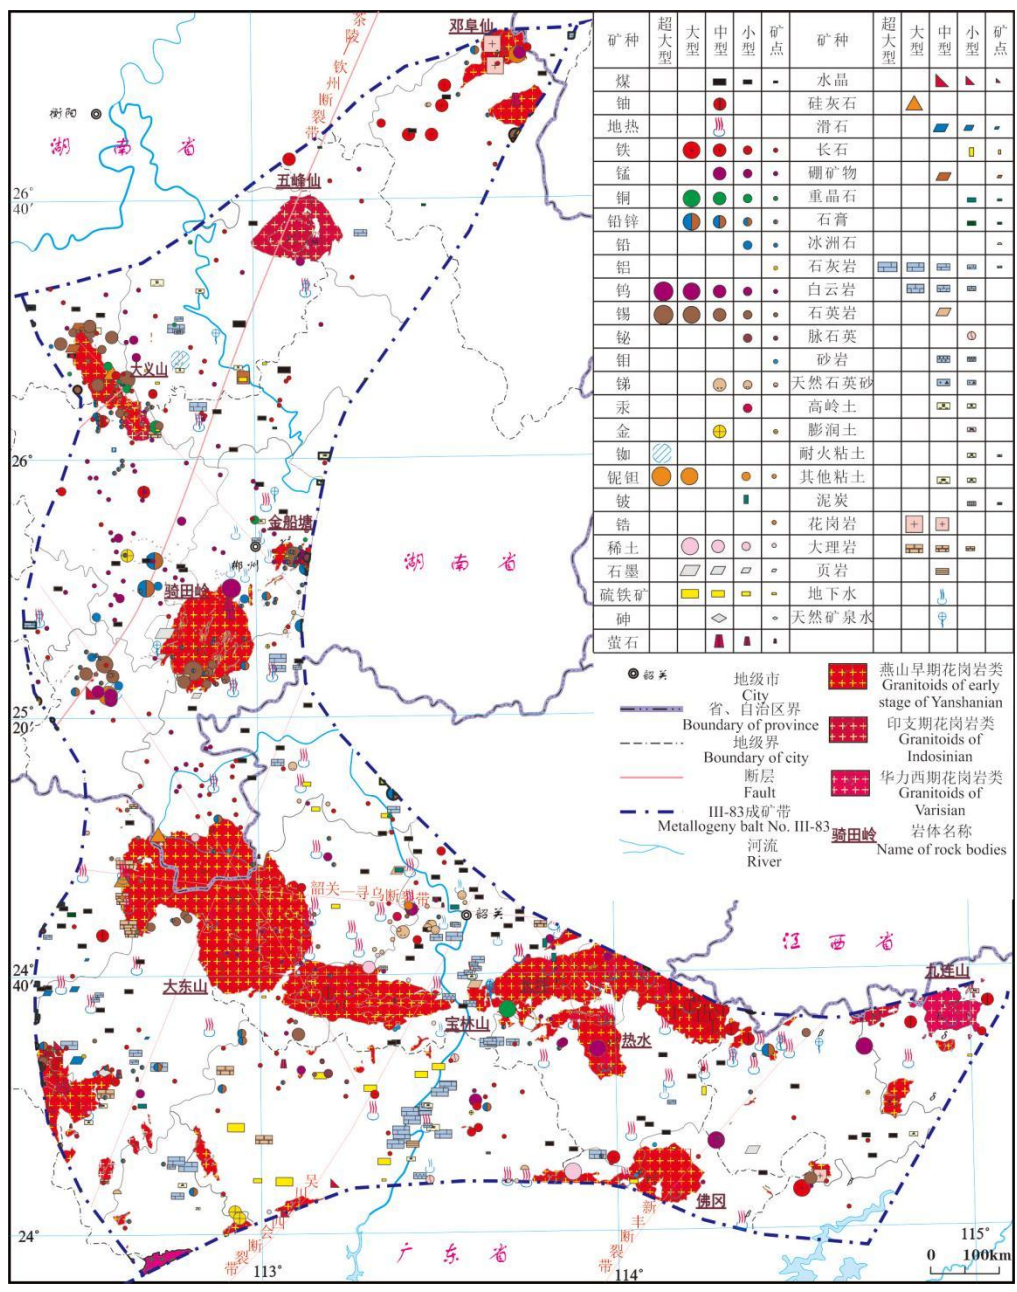 矿种 超大型 大型 中型 小型 矿点 矿种 超大型 大型 中型 小型 矿点
煤 水晶
铀 硅灰石
地热 滑石
铁 长石
锰 硼矿物
铜 重晶石
铅锌 石膏
铅 冰洲石
铝 石灰岩
钨 白云岩
锡 石英岩
铋 脉石英
钼 砂岩
锑 天然石英砂
汞 高岭土
金 膨润土
铷 耐火粘土
铌钽 其他粘土
铍 泥炭
锆 花岗岩
稀土 大理岩
石墨 页岩
硫铁矿 地下水
砷 天然矿泉水
萤石
韶关
地级市
City
省、自治区界
Boundary of province
地级界
Boundary of city
断层
Fault
III-83成矿带
Metallogeny balt No. III-83
河流
River
燕山早期花岗岩类
Granitoids of early
stage of Yanshanian
印支期花岗岩类
Granitoids of
Indosinian
华力西期花岗岩类
Granitoids of
Varisian
骑田岭
岩体名称
Name of rock bodies
茶陵
钦州断裂带
邓阜仙
衡阳
湖南省
五峰仙
26°
40′
大义山
26°
金船塘
郴州
湖南省
骑田岭
25°
20′
韶关—寻乌断裂带
韶关
江西省
九连山
24°
40′
大东山
宝林山
热水
佛冈
吴川四会断裂带
新丰断裂带
24°
广东省
113°
114°
115°
0 100km